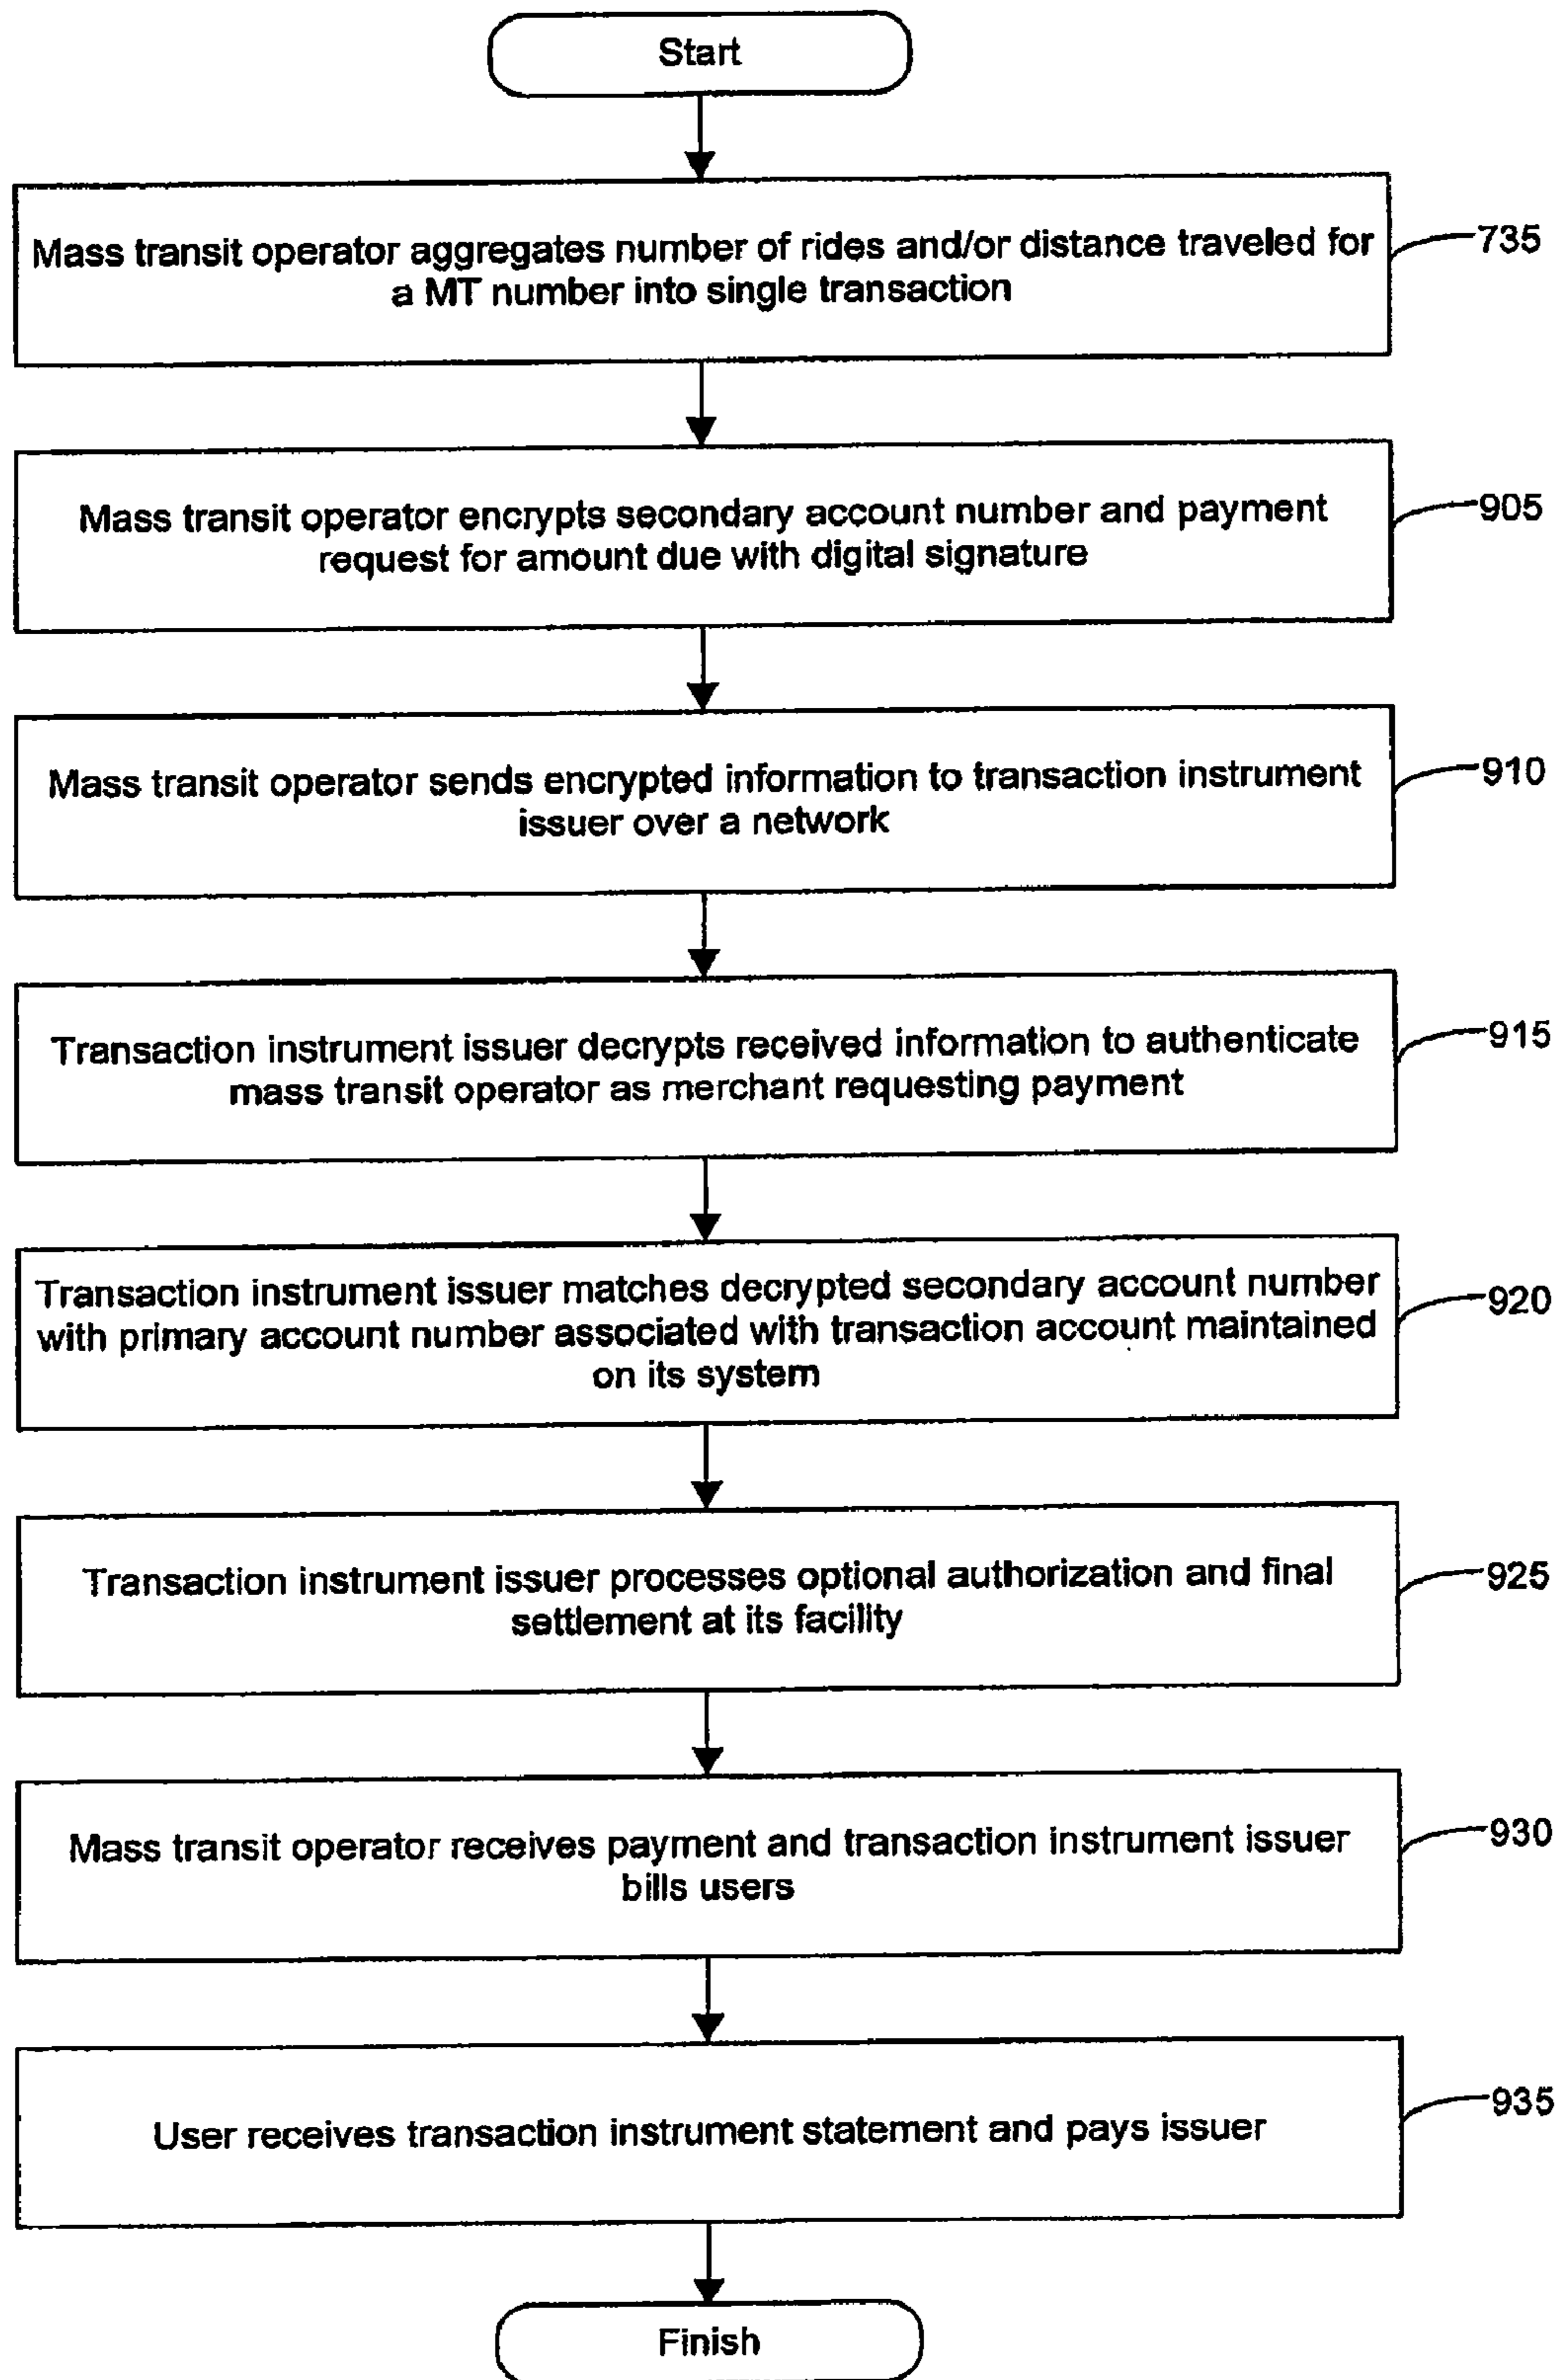 Start
Mass transit operator aggregates number of rides and/or distance traveled for
a MT number into single transaction
735
Mass transit operator encrypts secondary account number and payment
request for amount due with digital signature
905
Mass transit operator sends encrypted information to transaction instrument
issuer over a network
910
Transaction instrument issuer decrypts received information to authenticate
mass transit operator as merchant requesting payment
915
Transaction instrument issuer matches decrypted secondary account number
with primary account number associated with transaction account maintained
on its system
920
Transaction instrument issuer processes optional authorization and final
settlement at its facility
925
Mass transit operator receives payment and transaction instrument issuer
bills users
930
User receives transaction instrument statement and pays issuer
935
Finish